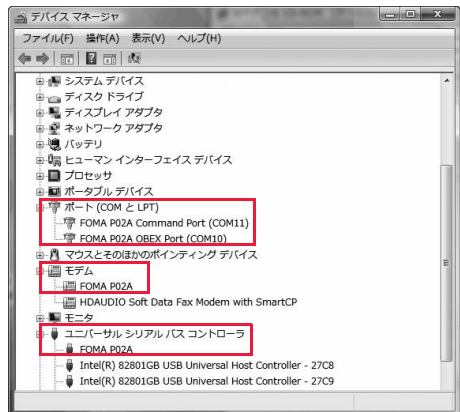 デバイス マネージャ
ファイル(F) 操作(A) 表示(V) ヘルプ(H)
システム デバイス
ディスク ドライブ
ディスプレイ アダプタ
ネットワーク アダプタ
バッテリ
ヒューマン インターフェイス デバイス
プロセッサ
ポータブル デバイス
ポート (COM と LPT)
FOMA P02A Command Port (COM11)
FOMA P02A OBEX Port (COM10)
マウスとそのほかのポインティング デバイス
モデム
FOMA P02A
HDAUDIO Soft Data Fax Modem with SmartCP
モニタ
ユニバーサル シリアル バス コントローラ
FOMA P02A
Intel(R) 82801GB USB Universal Host Controller - 27C8
Intel(R) 82801GB USB Universal Host Controller - 27C9